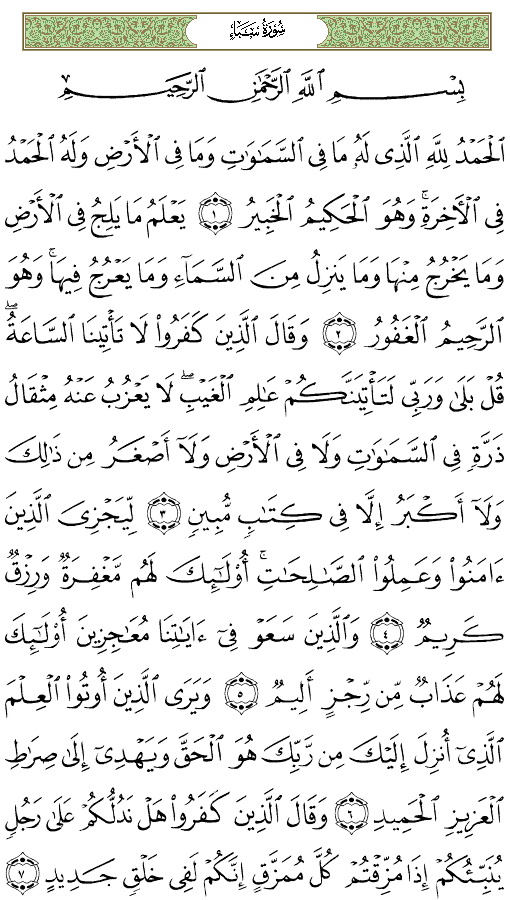 سُورَةُ سَبَإٍ
بِسْمِ ٱللَّهِ ٱلرَّحْمَٰنِ ٱلرَّحِيمِ
ٱلْحَمْدُ لِلَّهِ ٱلَّذِى لَهُۥ مَا فِى ٱلسَّمَٰوَٰتِ وَمَا فِى ٱلْأَرْضِ وَلَهُ ٱلْحَمْدُ
فِى ٱلْأَخِرَةِ ۚ وَهُوَ ٱلْحَكِيمُ ٱلْخَبِيرُ ۝١ يَعْلَمُ مَا يَلِجُ فِى ٱلْأَرْضِ
وَمَا يَخْرُجُ مِنْهَا وَمَا يَنزِلُ مِنَ ٱلسَّمَآءِ وَمَا يَعْرُجُ فِيهَا ۚ وَهُوَ
ٱلرَّحِيمُ ٱلْغَفُورُ ۝٢ وَقَالَ ٱلَّذِينَ كَفَرُوا۟ لَا تَأْتِينَا ٱلسَّاعَةُ ۖ
قُلْ بَلَىٰ وَرَبِّى لَتَأْتِيَنَّكُمْ عَٰلِمِ ٱلْغَيْبِ ۖ لَا يَعْزُبُ عَنْهُ مِثْقَالُ
ذَرَّةٍ فِى ٱلسَّمَٰوَٰتِ وَلَا فِى ٱلْأَرْضِ وَلَآ أَصْغَرُ مِن ذَٰلِكَ
وَلَآ أَكْبَرُ إِلَّا فِى كِتَٰبٍ مُّبِينٍ ۝٣ لِّيَجْزِىَ ٱلَّذِينَ
ءَامَنُوا۟ وَعَمِلُوا۟ ٱلصَّٰلِحَٰتِ ۚ أُو۟لَٰٓئِكَ لَهُم مَّغْفِرَةٌ وَرِزْقٌ
كَرِيمٌ ۝٤ وَٱلَّذِينَ سَعَوْ فِىٓ ءَايَٰتِنَا مُعَٰجِزِينَ أُو۟لَٰٓئِكَ
لَهُمْ عَذَابٌ مِّن رِّجْزٍ أَلِيمٌ ۝٥ وَيَرَى ٱلَّذِينَ أُوتُوا۟ ٱلْعِلْمَ
ٱلَّذِىٓ أُنزِلَ إِلَيْكَ مِن رَّبِّكَ هُوَ ٱلْحَقَّ وَيَهْدِىٓ إِلَىٰ صِرَٰطِ
ٱلْعَزِيزِ ٱلْحَمِيدِ ۝٦ وَقَالَ ٱلَّذِينَ كَفَرُوا۟ هَلْ نَدُلُّكُمْ عَلَىٰ رَجُلٍ
يُنَبِّئُكُمْ إِذَا مُزِّقْتُمْ كُلَّ مُمَزَّقٍ إِنَّكُمْ لَفِى خَلْقٍ جَدِيدٍ ۝٧